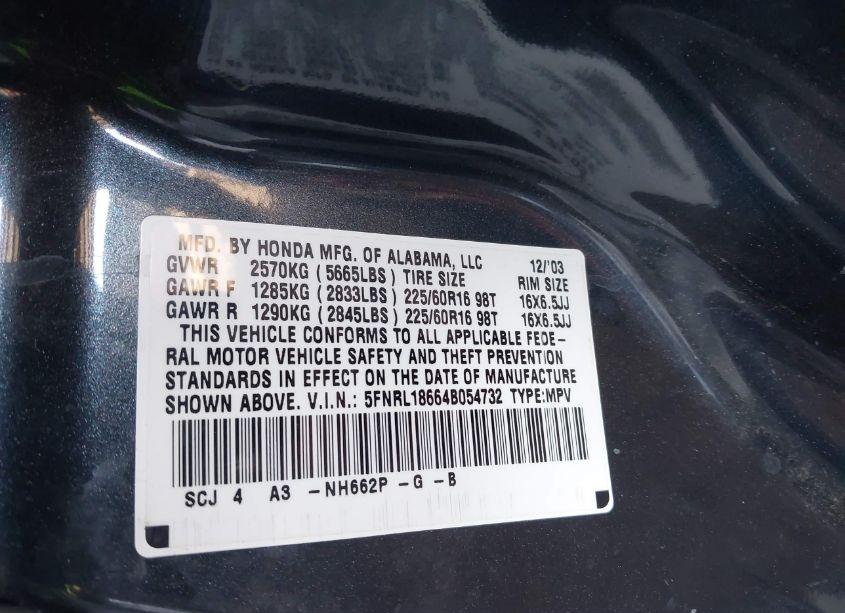 MFD. BY HONDA MFG. OF ALABAMA, LLC 12/'03
GVWR 2570KG (5665LBS) TIRE SIZE RIM SIZE
GAWR F 1285KG (2833LBS) 225/60R16 98T 16X6.5JJ
GAWR R 1290KG (2845LBS) 225/60R16 98T 16X6.5JJ
THIS VEHICLE CONFORMS TO ALL APPLICABLE FEDE-
RAL MOTOR VEHICLE SAFETY AND THEFT PREVENTION
STANDARDS IN EFFECT ON THE DATE OF MANUFACTURE
SHOWN ABOVE. V.I.N.: 5FNRL18664B054732 TYPE:MPV
SCJ 4 A3 -NH662P -G -B